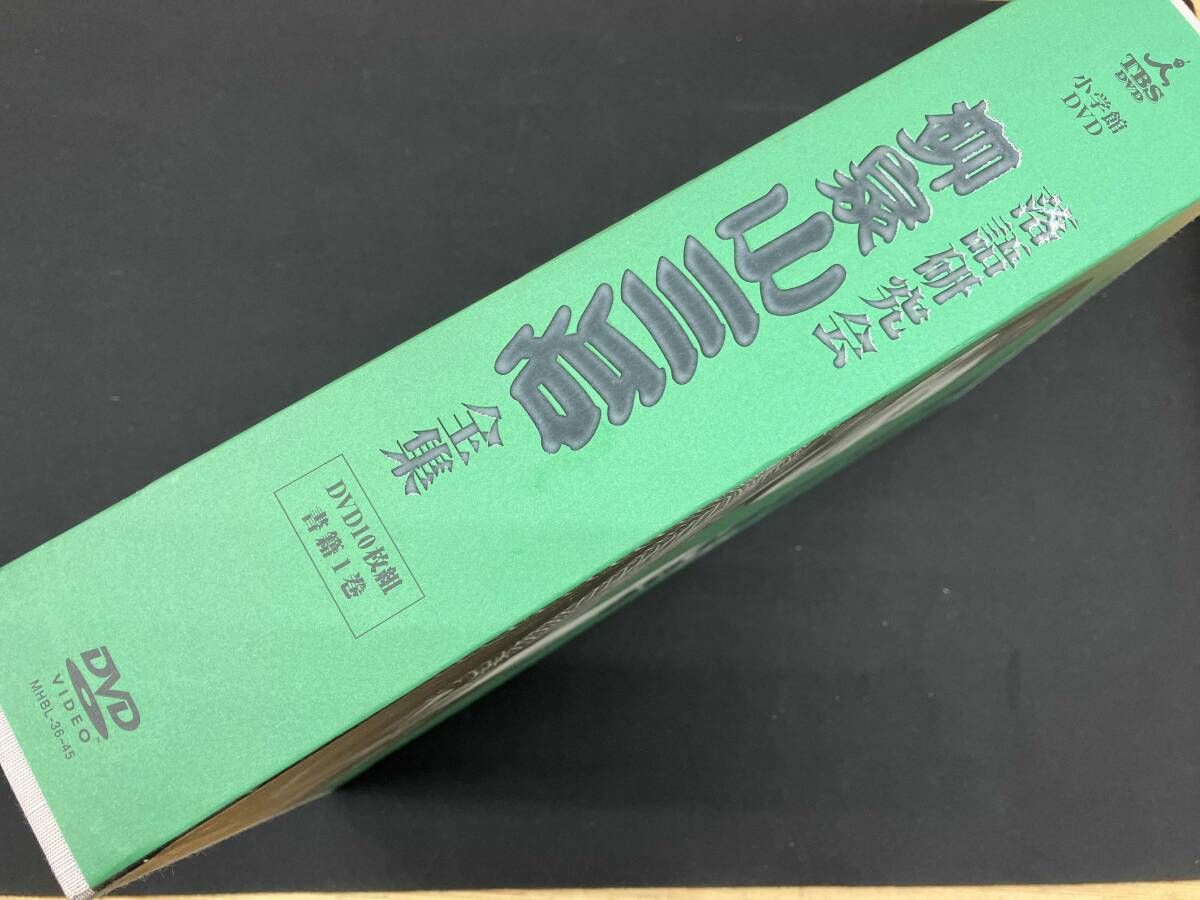 TBS
DVD
小学館
DVD
落語研究会
柳家小三治
全集
DVD10枚組
書籍1巻
DVD
VIDEO
MHBL-36-45